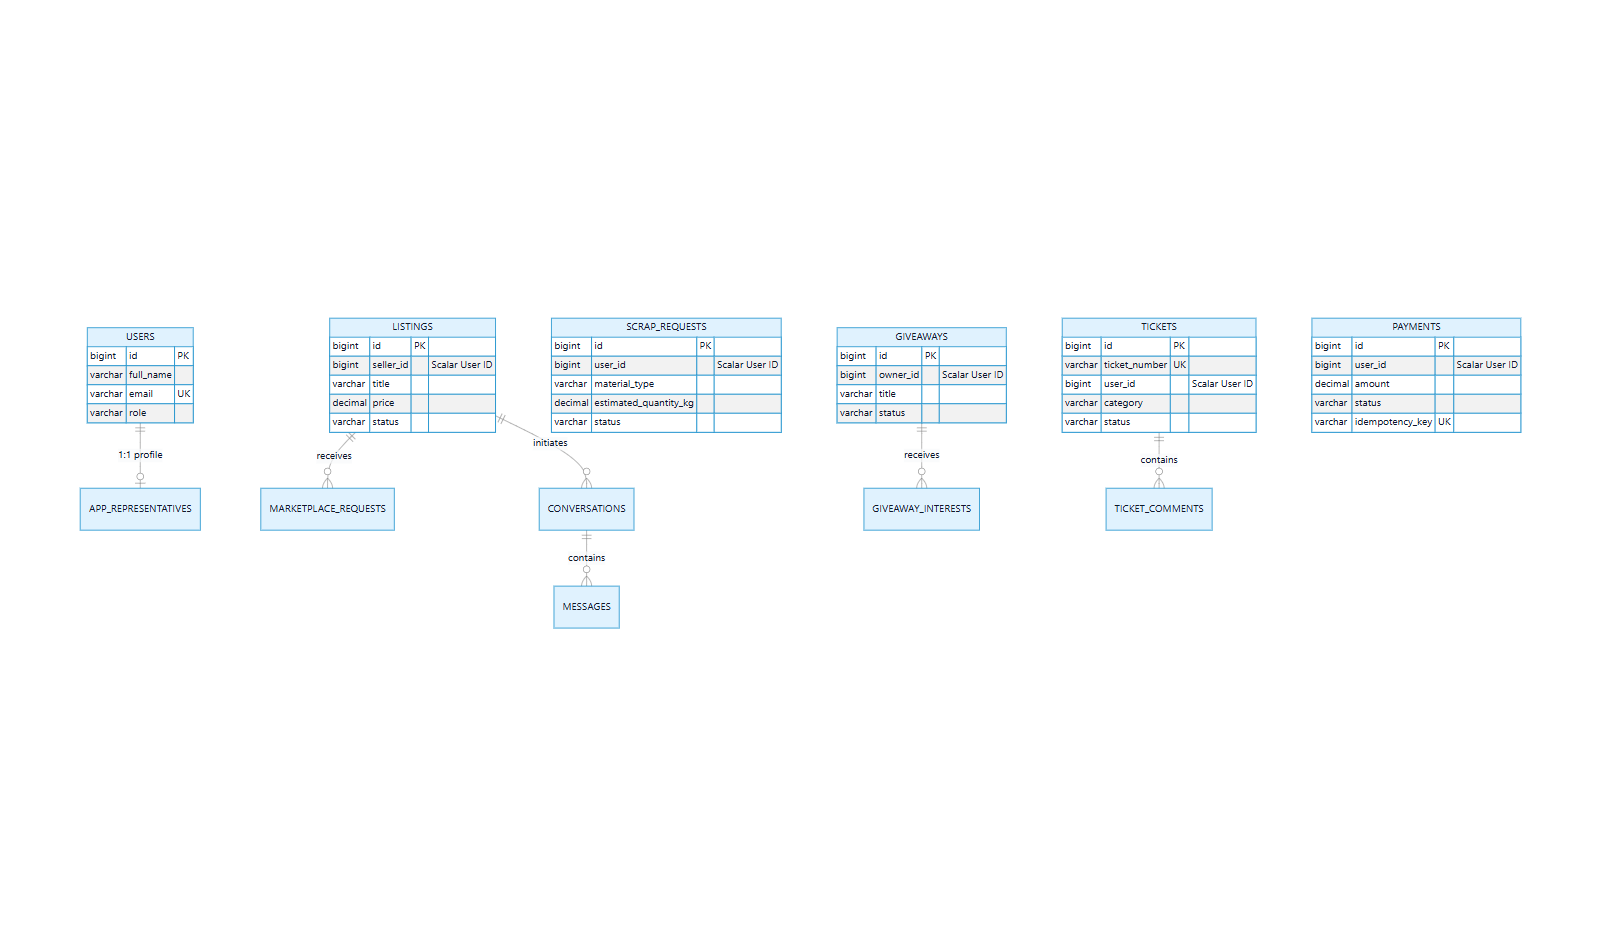 USERS
bigint id PK
varchar full_name
varchar email UK
varchar role
LISTINGS
bigint id PK
bigint seller_id Scalar User ID
varchar title
decimal price
varchar status
SCRAP_REQUESTS
bigint id PK
bigint user_id Scalar User ID
varchar material_type
decimal estimated_quantity_kg
varchar status
GIVEAWAYS
bigint id PK
bigint owner_id Scalar User ID
varchar title
varchar status
TICKETS
bigint id PK
varchar ticket_number UK
bigint user_id Scalar User ID
varchar category
varchar status
PAYMENTS
bigint id PK
bigint user_id Scalar User ID
decimal amount
varchar status
varchar idempotency_key UK
1:1 profile
receives
initiates
receives
contains
APP_REPRESENTATIVES
MARKETPLACE_REQUESTS
CONVERSATIONS
GIVEAWAY_INTERESTS
TICKET_COMMENTS
contains
MESSAGES